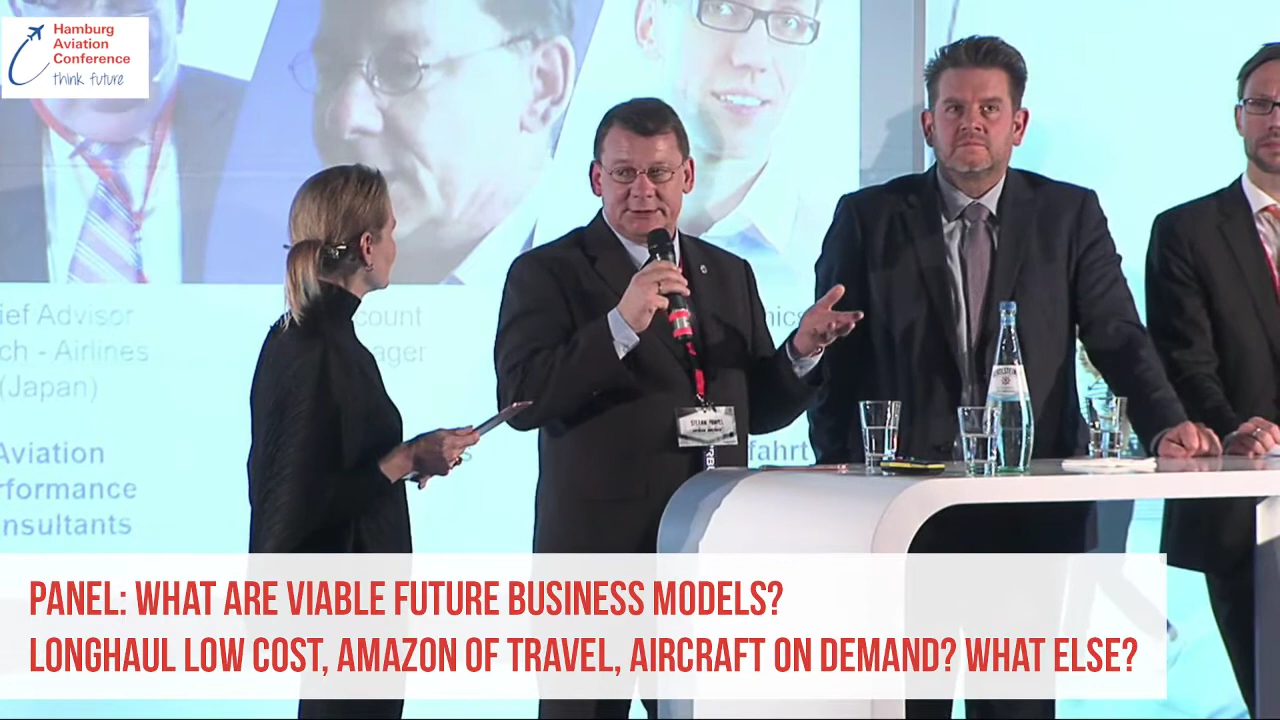 Hamburg
Aviation
Conference
think future
ief Advisor
ch - Airlines
(Japan)
Aviation
rformance
nsultants
count
ager
nics
fahrt
PANEL: WHAT ARE VIABLE FUTURE BUSINESS MODELS?
LONGHAUL LOW COST, AMAZON OF TRAVEL, AIRCRAFT ON DEMAND? WHAT ELSE?